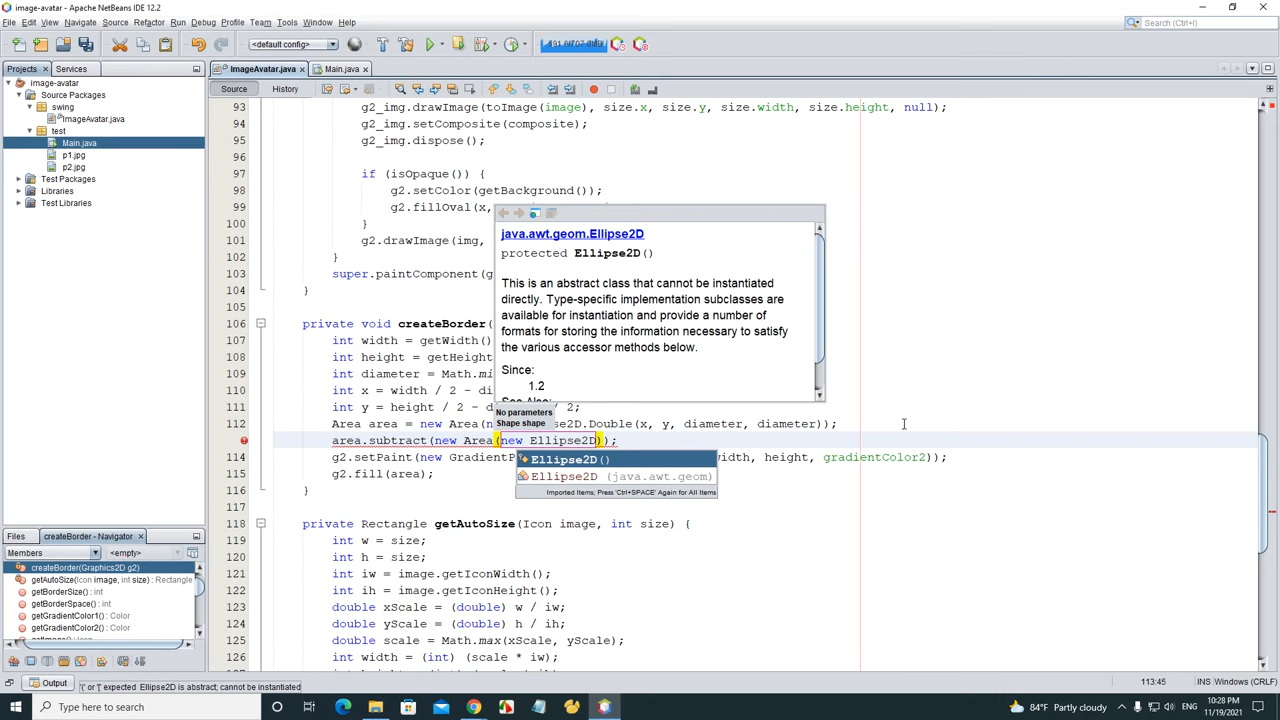 image-avatar - Apache NetBeans IDE 12.2
File Edit View Navigate Source Refactor Run Debug Profile Team Tools Window Help
Search (Ctrl+I)
<default config>
Projects Services
ImageAvatar.java Main.java
image-avatar
Source Packages
swing
ImageAvatar.java
test
Main.java
p1.jpg
p2.jpg
Test Packages
Libraries
Test Libraries
Source History
93 g2_img.drawImage(toImage(image), size.x, size.y, size.width, size.height, null);
94 g2_img.setComposite(composite);
95 g2_img.dispose();
96
97 if (isOpaque()) {
98 g2.setColor(getBackground());
99 g2.fillOval(x,
100 }
101 g2.drawImage(img,
102 }
103 super.paintComponent(g
104 }
105
106 private void createBorder(
107 int width = getWidth()
108 int height = getHeigh
109 int diameter = Math.mi
110 int x = width / 2 - di
111 int y = height / 2 - d / 2;
112 Area area = new Area(n se2D.Double(x, y, diameter, diameter));
area.subtract(new Area(new Ellipse2D));
114 g2.setPaint(new GradientP width, height, gradientColor2));
115 g2.fill(area);
116 }
117
118 private Rectangle getAutoSize(Icon image, int size) {
119 int w = size;
120 int h = size;
121 int iw = image.getIconWidth();
122 int ih = image.getIconHeight();
123 double xScale = (double) w / iw;
124 double yScale = (double) h / ih;
125 double scale = Math.max(xScale, yScale);
126 int width = (int) (scale * iw);
java.awt.geom.Ellipse2D
protected Ellipse2D()
This is an abstract class that cannot be instantiated
directly. Type-specific implementation subclasses are
available for instantiation and provide a number of
formats for storing the information necessary to satisfy
the various accessor methods below.
Since:
1.2
See Also:
No parameters
Shape shape
Ellipse2D()
Ellipse2D (java.awt.geom)
Imported Items; Press 'Ctrl+SPACE' Again for All Items
Files createBorder - Navigator
Members <empty>
createBorder(Graphics2D g2)
getAutoSize(Icon image, int size) : Rectangle
getBorderSize() : int
getBorderSpace() : int
getGradientColor1() : Color
getGradientColor2() : Color
getImage() : Icon
Output
'(' or '[' expected Ellipse2D is abstract; cannot be instantiated
113:45 INS Windows (CRLF)
Type here to search
84°F Partly cloudy
10:28 PM
11/19/2021